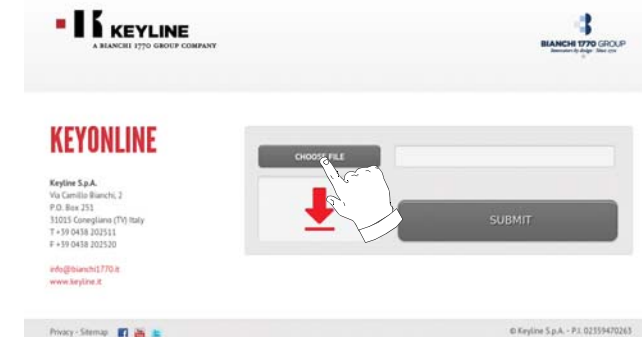 KEYLINE
A BIANCHI 1770 GROUP COMPANY
BIANCHI 1770 GROUP
KEYONLINE
Keyline S.p.A.
Via Camillo Bianchi, 2
P.O. Box 251
31015 Conegliano (TV) Italy
T +39 0438 202511
F +39 0438 202520
info@bianchi1770.it
www.keyline.it
CHOOSE FILE
SUBMIT
Privacy - Sitemap
© Keyline S.p.A. - P.I. 02359470263